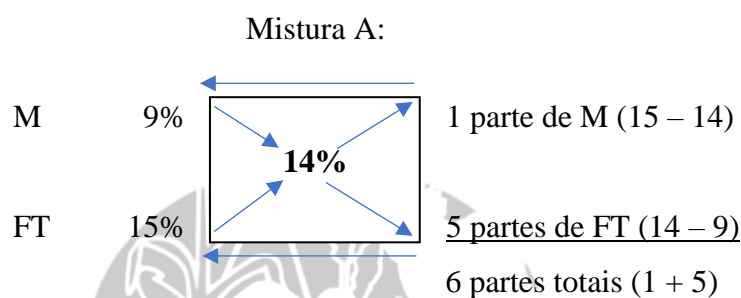 Mistura A:
M 9% 1 parte de M (15 – 14)
14%
FT 15% 5 partes de FT (14 – 9)
6 partes totais (1 + 5)